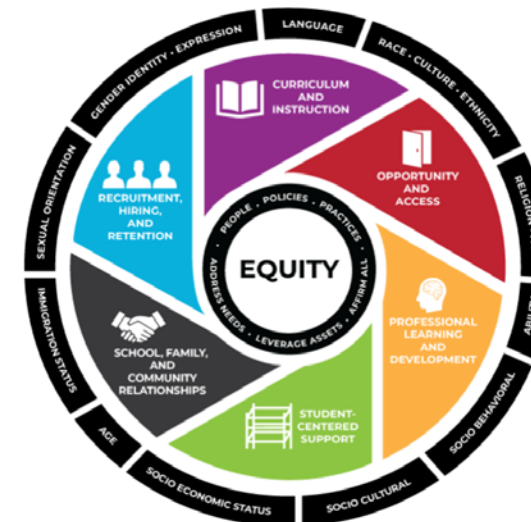 LANGUAGE
RACE • CULTURE • ETHNICITY
RELIGION
SOCIO BEHAVIORAL
SOCIO CULTURAL
SOCIO ECONOMIC STATUS
AGE
IMMIGRATION STATUS
SEXUAL ORIENTATION
GENDER IDENTITY • EXPRESSION
CURRICULUM
AND
INSTRUCTION
OPPORTUNITY
AND
ACCESS
PROFESSIONAL
LEARNING
AND
DEVELOPMENT
STUDENT-
CENTERED
SUPPORT
SCHOOL, FAMILY,
AND
COMMUNITY
RELATIONSHIPS
RECRUITMENT,
HIRING,
AND
RETENTION
• PEOPLE • POLICIES • PRACTICES •
ADDRESS NEEDS • LEVERAGE ASSETS • AFFIRM ALL
EQUITY